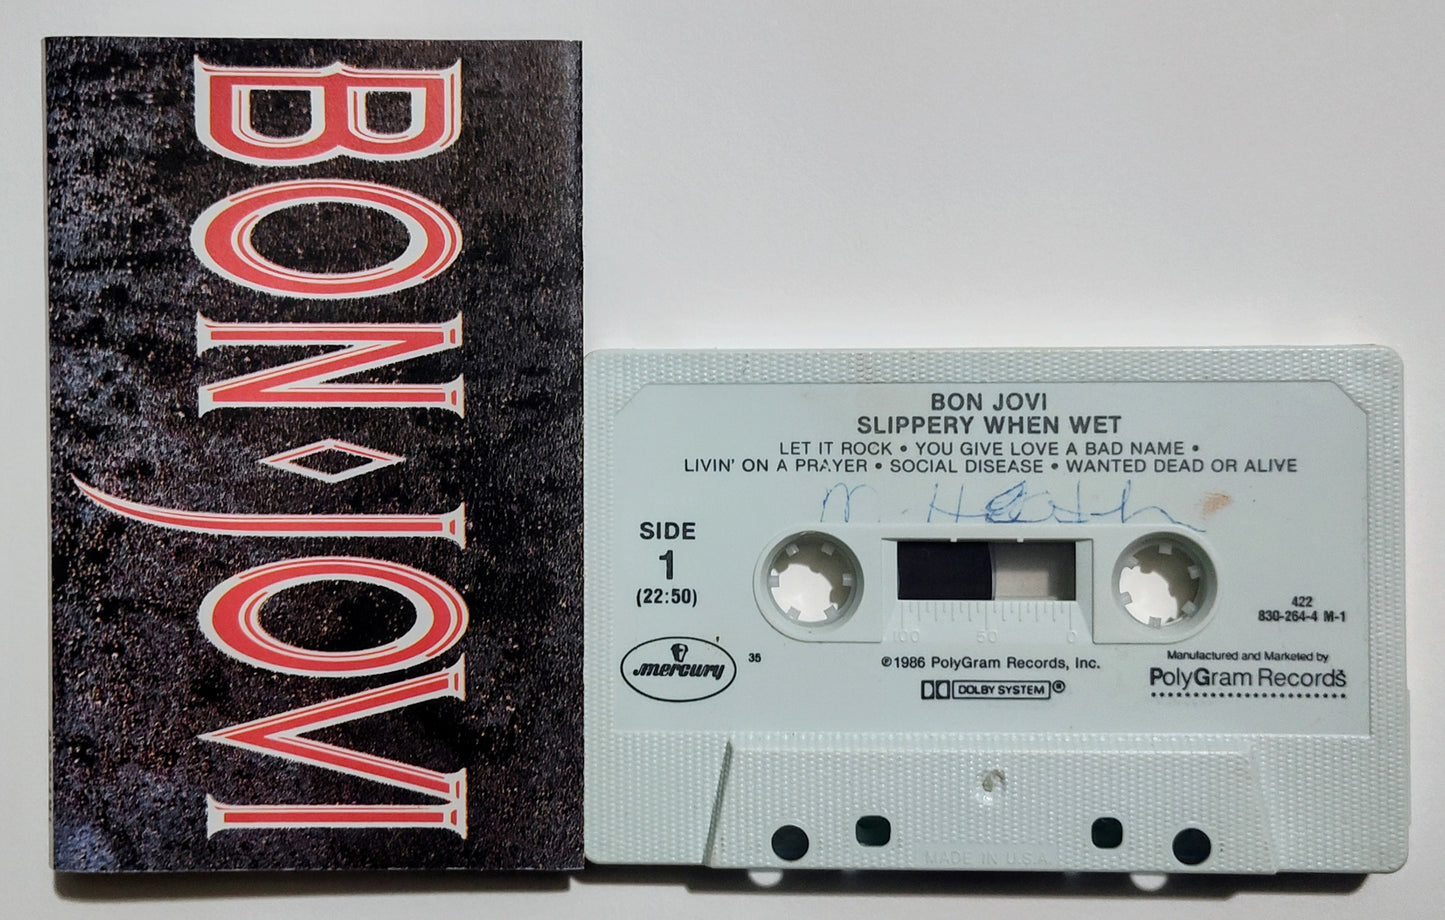 BON JOVI
BON JOVI
SLIPPERY WHEN WET
LET IT ROCK • YOU GIVE LOVE A BAD NAME •
LIVIN' ON A PRAYER • SOCIAL DISEASE • WANTED DEAD OR ALIVE
M. Heath
SIDE
1
(22:50)
100 50 0
422
830-264-4 M-1
mercury
35
℗1986 PolyGram Records, Inc.
DOLBY SYSTEM®
Manufactured and Marketed by
PolyGram Records
MADE IN U.S.A.